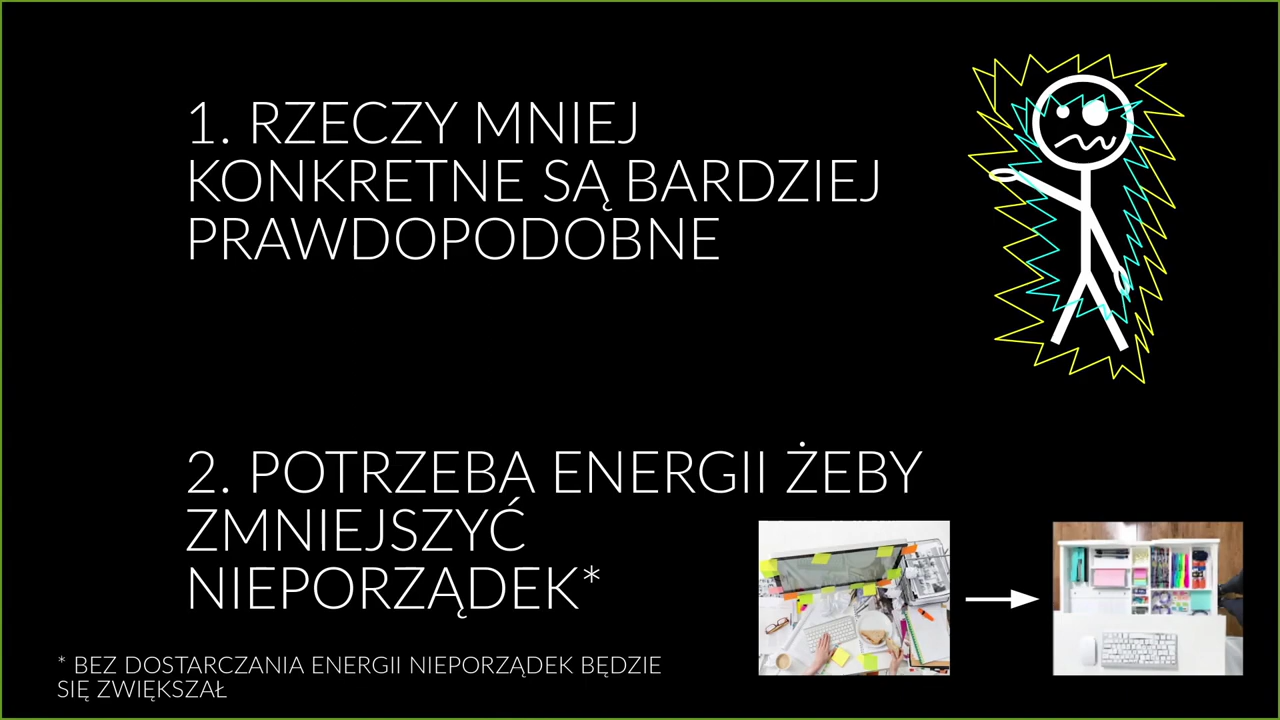 1. RZECZY MNIEJ
KONKRETNE SĄ BARDZIEJ
PRAWDOPODOBNE
2. POTRZEBA ENERGII ŻEBY
ZMNIEJSZYĆ
NIEPORZĄDEK*
* BEZ DOSTARCZANIA ENERGII NIEPORZĄDEK BĘDZIE
SIĘ ZWIĘKSZAŁ